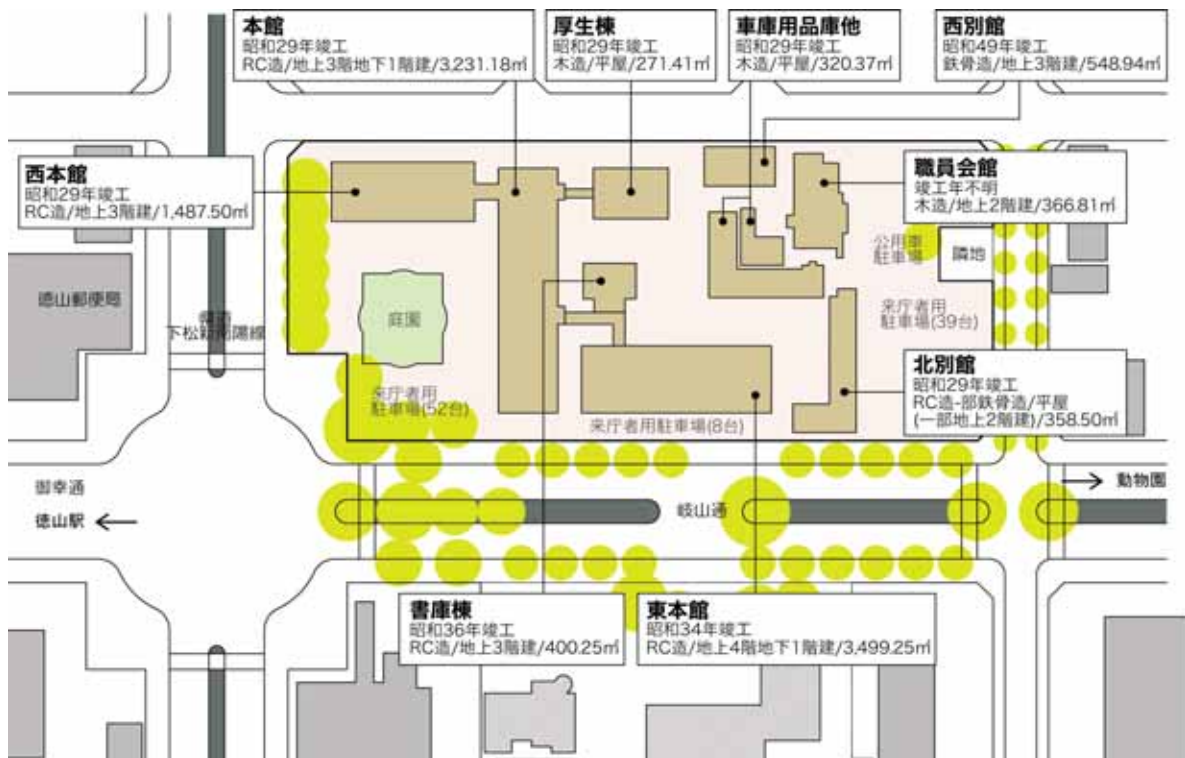 本館
昭和29年竣工
RC造/地上3階地下1階建/3,231.18㎡
厚生棟
昭和29年竣工
木造/平屋/271.41㎡
車庫用品庫他
昭和29年竣工
木造/平屋/320.37㎡
西別館
昭和49年竣工
鉄骨造/地上3階建/548.94㎡
西本館
昭和29年竣工
RC造/地上3階建/1,487.50㎡
職員会館
竣工年不明
木造/地上2階建/366.81㎡
公用車
駐車場
隣地
徳山郵便局
県道
下松新南陽線
庭園
来庁者用
駐車場(39台)
北別館
昭和29年竣工
RC造-部鉄骨造/平屋
(一部地上2階建)/358.50㎡
来庁者用
駐車場(52台)
来庁者用駐車場(8台)
御幸通
徳山駅 ←
岐山通
→ 動物園
書庫棟
昭和36年竣工
RC造/地上3階建/400.25㎡
東本館
昭和34年竣工
RC造/地上4階地下1階建/3,499.25㎡